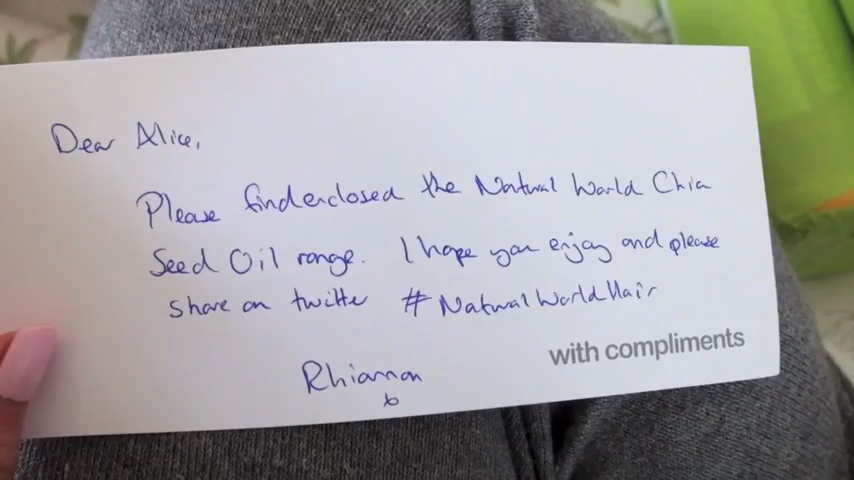 Dear Alice,
Please find enclosed the Natural World Chia
Seed Oil range. I hope you enjoy and please
share on twitter #NaturalWorldHair
with compliments
Rhiannon
x